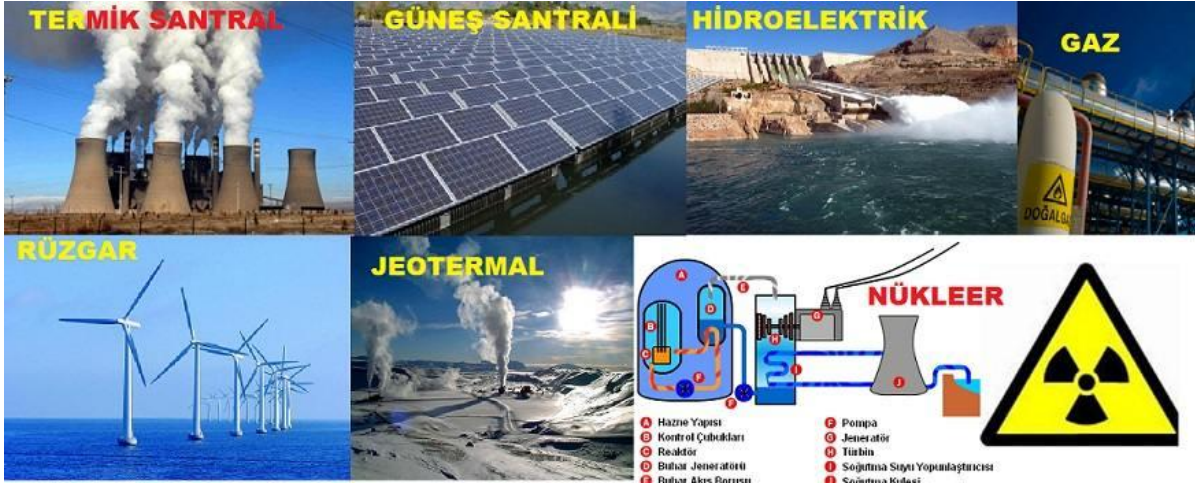 TERMİK SANTRAL
GÜNEŞ SANTRALİ
HİDROELEKTRİK
GAZ
DOĞALGAZ
RÜZGAR
JEOTERMAL
NÜKLEER
A
B
C
D
E
F
F
G
H
I
J
A Hazne Yapısı
B Kontrol Çubukları
C Reaktör
D Buhar Jeneratörü
E Buhar Akış Borusu
F Pompa
G Jeneratör
H Türbin
I Soğutma Suyu Yopunlaştırıcısı
J Soğutma Kulesi